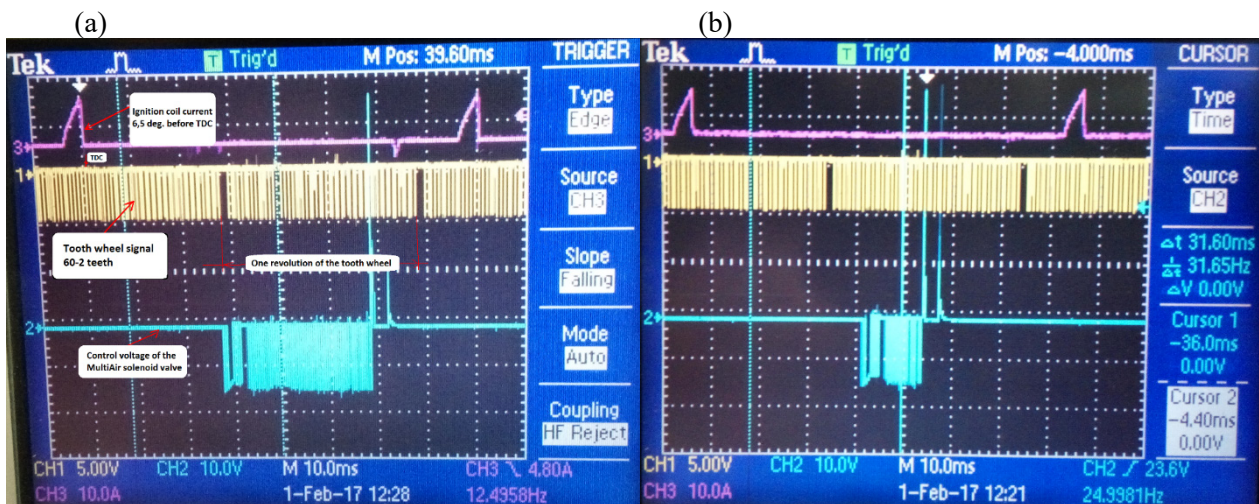 (a)
(b)
Tek
T Trig'd
M Pos: 39.60ms
TRIGGER
Type
Edge
Source
CH3
Slope
Falling
Mode
Auto
Coupling
HF Reject
3
Ignition coil current
6,5 deg. before TDC
TDC
1
Tooth wheel signal
60-2 teeth
One revolution of the tooth wheel
2
Control voltage of the
MultiAir solenoid valve
CH1 5.00V CH2 10.0V M 10.0ms CH3 4.80A
CH3 10.0A 1-Feb-17 12:28 12.4958Hz
Tek
T Trig'd
M Pos: -4.000ms
CURSOR
Type
Time
Source
CH2
Δt 31.60ms
1/Δt 31.65Hz
ΔV 0.00V
Cursor 1
-36.0ms
0.00V
Cursor 2
-4.40ms
0.00V
3
1
2
CH1 5.00V CH2 10.0V M 10.0ms CH2 23.6V
CH3 10.0A 1-Feb-17 12:21 24.9981Hz